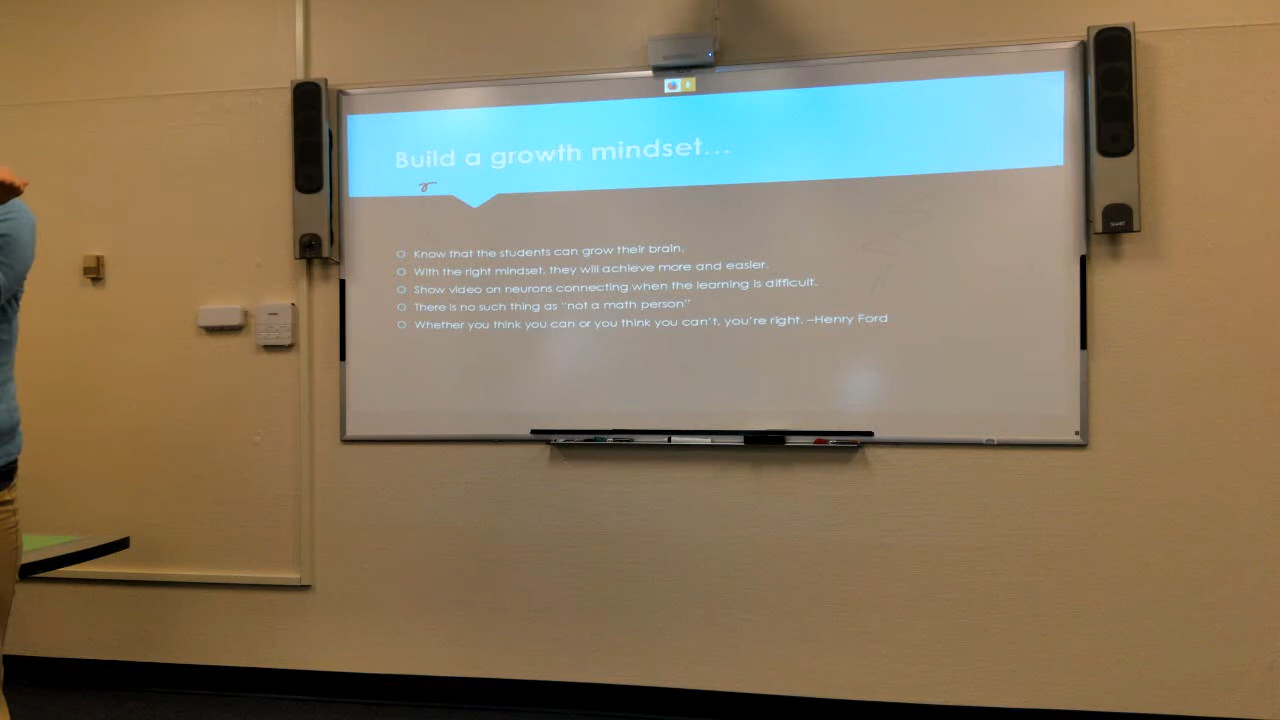 Build a growth mindset...
Know that the students can grow their brain.
With the right mindset, they will achieve more and easier.
Show video on neurons connecting when the learning is difficult.
There is no such thing as "not a math person"
Whether you think you can or you think you can't, you're right. –Henry Ford